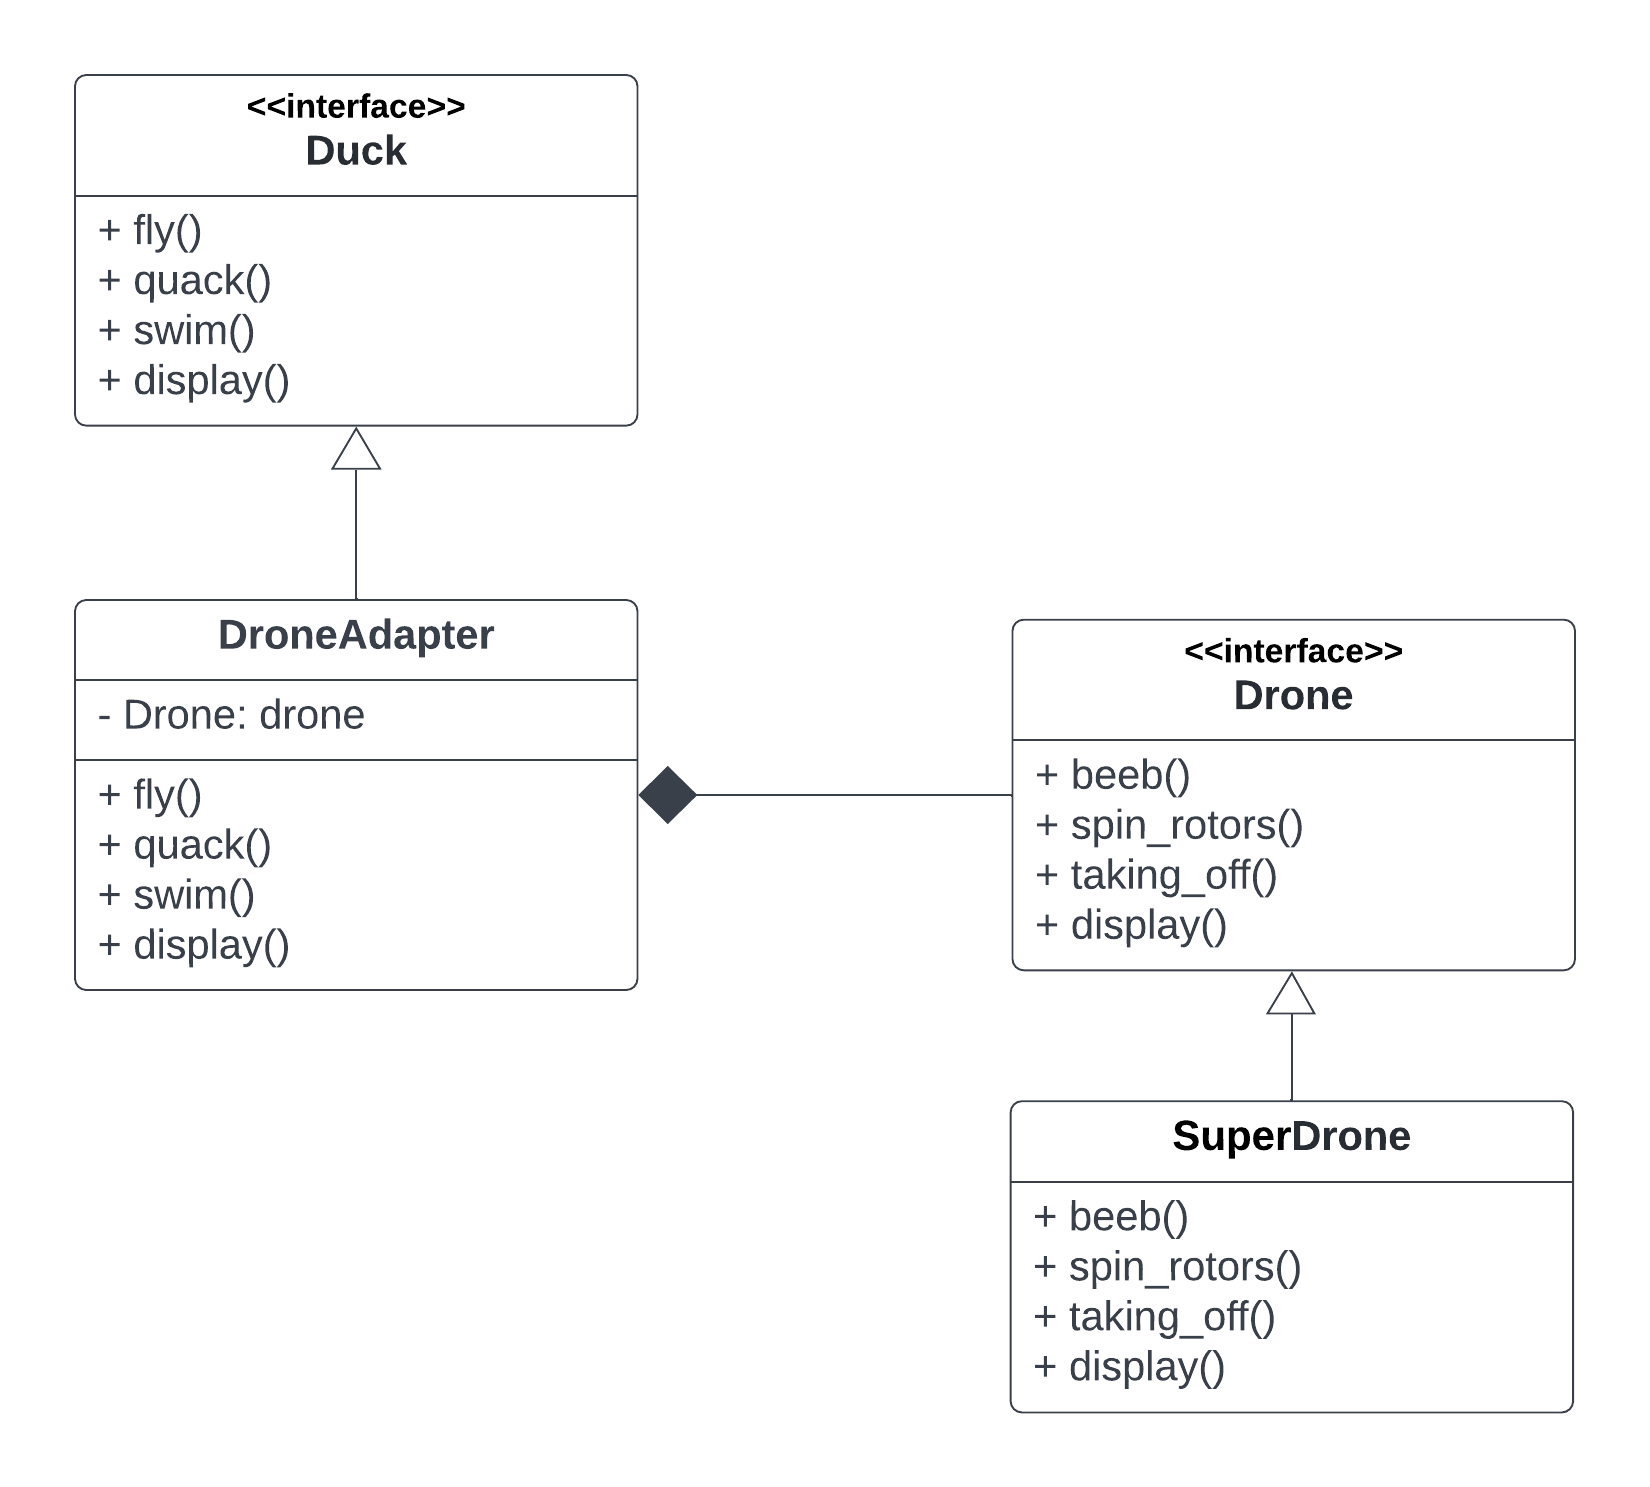 <<interface>>
Duck
+ fly()
+ quack()
+ swim()
+ display()
DroneAdapter
- Drone: drone
+ fly()
+ quack()
+ swim()
+ display()
<<interface>>
Drone
+ beeb()
+ spin_rotors()
+ taking_off()
+ display()
SuperDrone
+ beeb()
+ spin_rotors()
+ taking_off()
+ display()